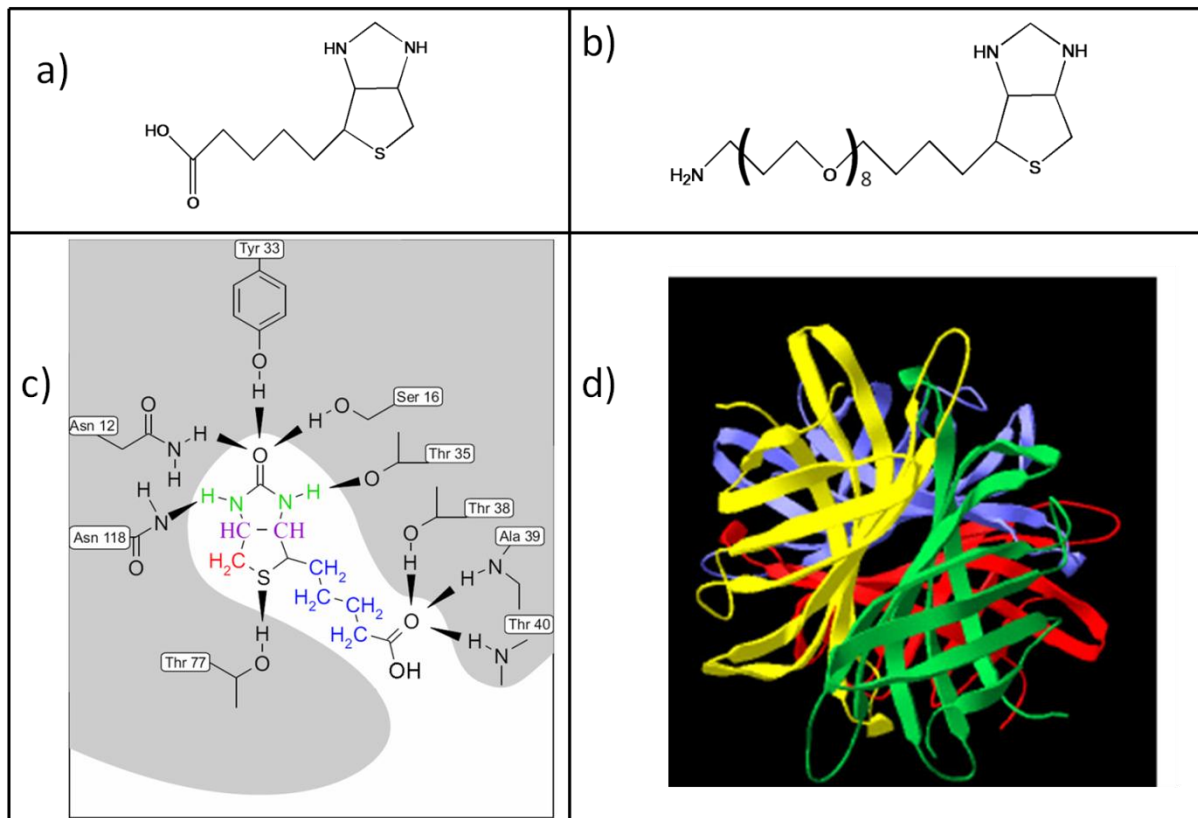 a)
HN
NH
HO
S
O
b)
HN
NH
H₂N
(
O
)₈
S
c)
Tyr 33
O
H
Ser 16
H
O
Asn 12
O
N
H
H
O
Thr 35
O
H
N
N
H
H
N
Asn 118
O
HC
CH
H₂C
S
CH₂
H₂C
CH₂
H₂C
O
OH
Thr 38
O
H
Ala 39
H
N
Thr 40
H
N
Thr 77
H
O
d)